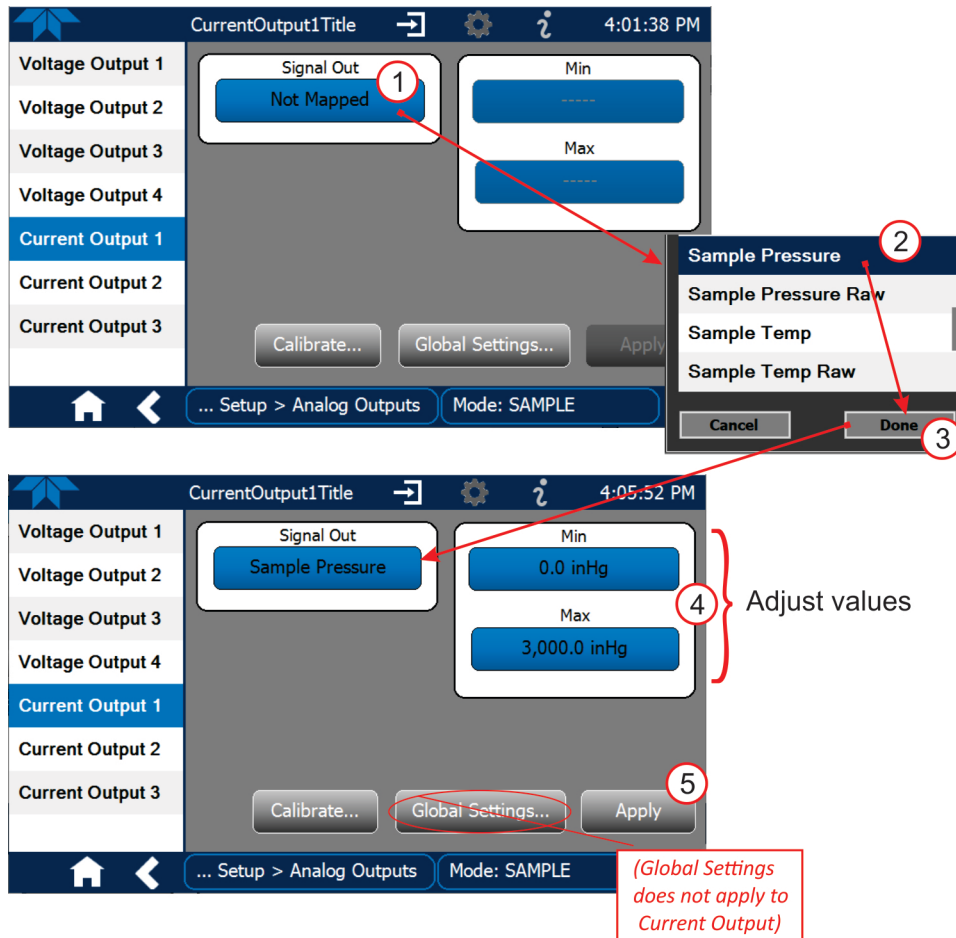 CurrentOutput1Title
4:01:38 PM
Voltage Output 1
Voltage Output 2
Voltage Output 3
Voltage Output 4
Current Output 1
Current Output 2
Current Output 3
Signal Out
Not Mapped
1
Min
-----
Max
-----
Calibrate...
Global Settings...
Apply
... Setup > Analog Outputs
Mode: SAMPLE
2
Sample Pressure
Sample Pressure Raw
Sample Temp
Sample Temp Raw
Cancel
Done
3
CurrentOutput1Title
4:05:52 PM
Voltage Output 1
Voltage Output 2
Voltage Output 3
Voltage Output 4
Current Output 1
Current Output 2
Current Output 3
Signal Out
Sample Pressure
Min
0.0 inHg
Max
3,000.0 inHg
4
Adjust values
5
Calibrate...
Global Settings...
Apply
... Setup > Analog Outputs
Mode: SAMPLE
(Global Settings
does not apply to
Current Output)